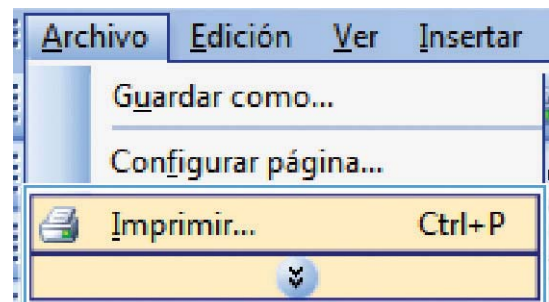 Archivo Edición Ver Insertar
Guardar como...
Configurar página...
Imprimir... Ctrl+P